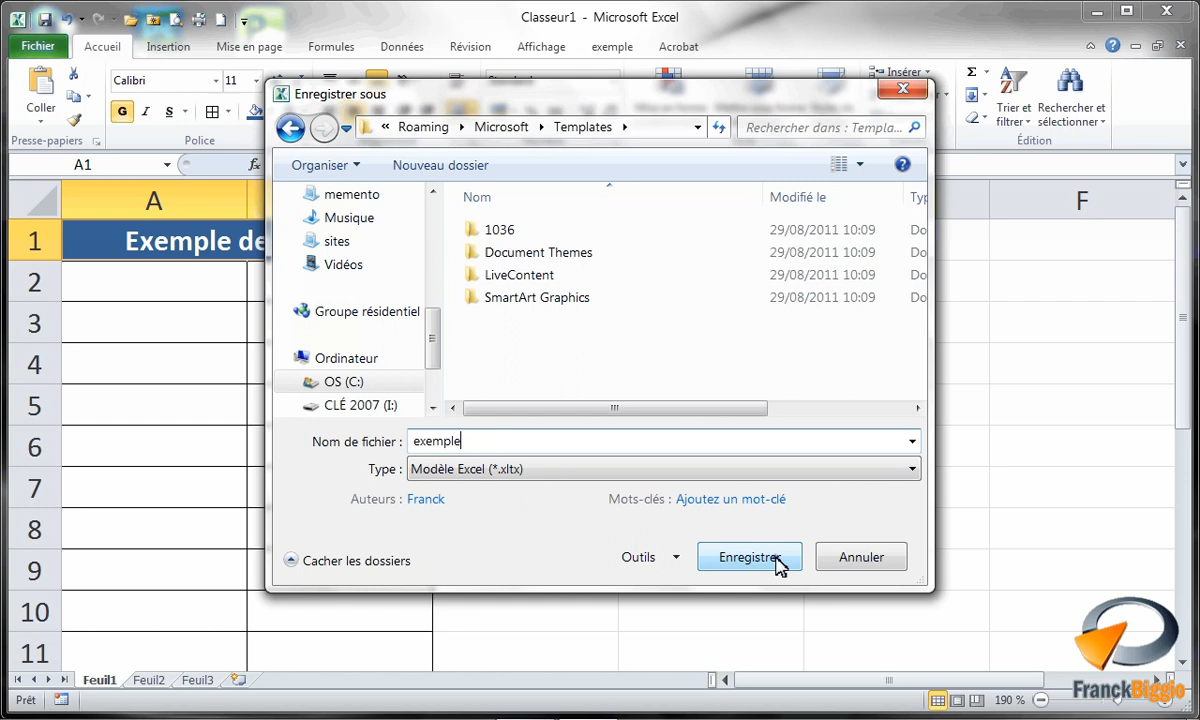 Classeur1 - Microsoft Excel
Fichier Accueil Insertion Mise en page Formules Données Révision Affichage exemple Acrobat
Coller
Calibri 11
G I S
Presse-papiers
Police
Insérer
Σ
Trier et filtrer
Rechercher et sélectionner
Édition
A1
fx
Enregistrer sous
« Roaming Microsoft Templates
Rechercher dans : Templa...
Organiser Nouveau dossier
memento
Musique
sites
Vidéos
Groupe résidentiel
Ordinateur
OS (C:)
CLÉ 2007 (I:)
Nom Modifié le Typ
1036 29/08/2011 10:09 Do
Document Themes 29/08/2011 10:09 Do
LiveContent 29/08/2011 10:09 Do
SmartArt Graphics 29/08/2011 10:09 Do
Nom de fichier : exemple
Type : Modèle Excel (*.xltx)
Auteurs : Franck Mots-clés : Ajoutez un mot-clé
Cacher les dossiers
Outils Enregistrer Annuler
A F
1 Exemple de
2
3
4
5
6
7
8
9
10
11
Feuil1 Feuil2 Feuil3
Prêt
190 %
FranckBiggio